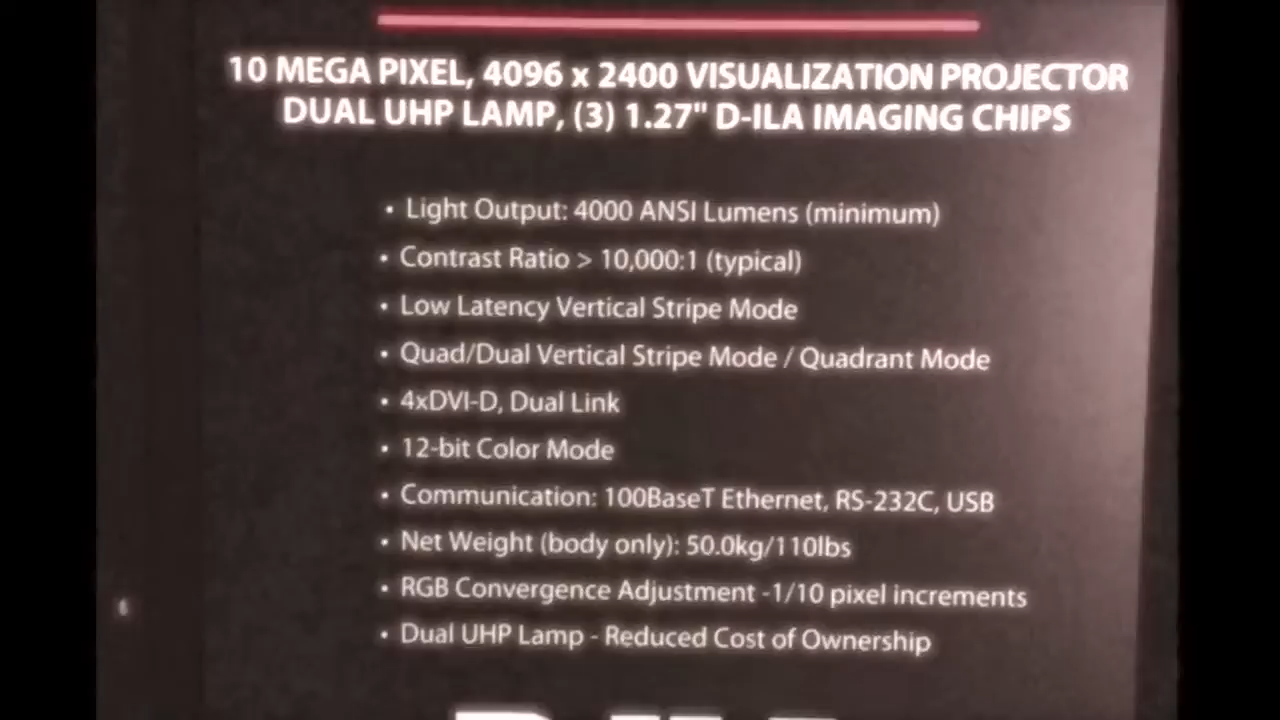 10 MEGA PIXEL, 4096 x 2400 VISUALIZATION PROJECTOR
DUAL UHP LAMP, (3) 1.27" D-ILA IMAGING CHIPS
• Light Output: 4000 ANSI Lumens (minimum)
• Contrast Ratio > 10,000:1 (typical)
• Low Latency Vertical Stripe Mode
• Quad/Dual Vertical Stripe Mode / Quadrant Mode
• 4xDVI-D, Dual Link
• 12-bit Color Mode
• Communication: 100BaseT Ethernet, RS-232C, USB
• Net Weight (body only): 50.0kg/110lbs
• RGB Convergence Adjustment -1/10 pixel increments
• Dual UHP Lamp - Reduced Cost of Ownership